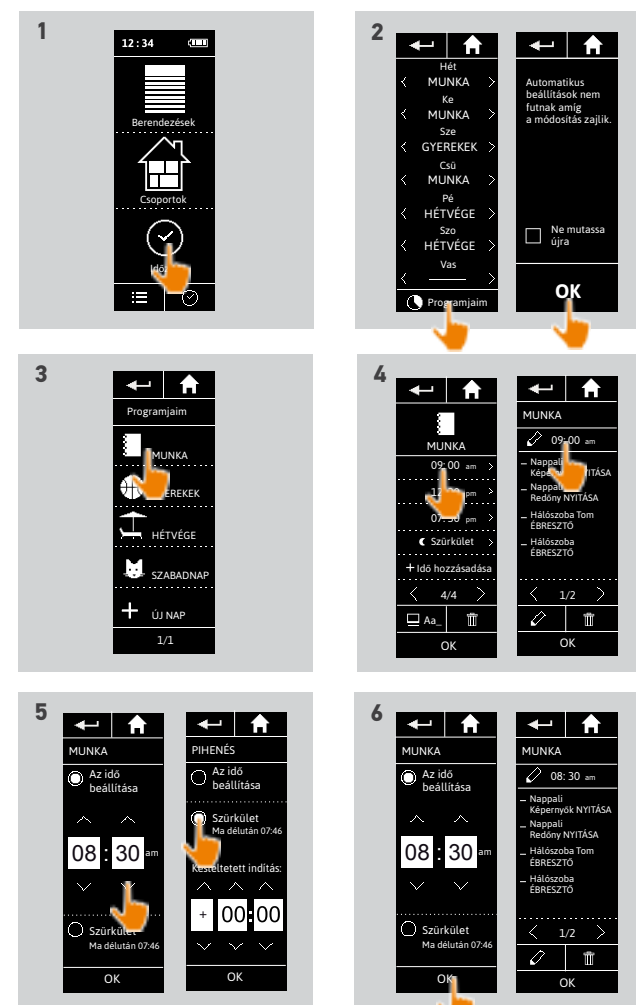 1
12:34
Berendezések
Csoportok
2
Hét
MUNKA
Ke
MUNKA
Sze
GYEREKEK
Csü
MUNKA
Pé
HÉTVÉGE
Szo
HÉTVÉGE
Vas
Programjaim
Automatikus
beállítások nem
futnak amíg
a módosítás zajlik.
Ne mutassa
újra
OK
3
Programjaim
MUNKA
HÉTVÉGE
SZABADNAP
+ ÚJ NAP
1/1
4
MUNKA
09:00 am
pm
pm
Szürkület
+ Idő hozzásadása
4/4
Aa_
OK
MUNKA
09:00 am
– Nappali
– Nappali
Redőny NYITÁSA
– Hálószoba Tom
ÉBRESZTŐ
– Hálószoba
ÉBRESZTŐ
1/2
OK
5
MUNKA
Az idő
beállítása
08 : 30 am
Szürkület
Ma délután 07:46
OK
PIHENÉS
Az idő
beállítása
Szürkület
Ma délután 07:46
Késleltetett indítás:
+ 00:00
OK
6
MUNKA
Az idő
beállítása
08 : 30 am
Szürkület
Ma délután 07:46
OK
MUNKA
08:30 am
– Nappali
Képernyők NYITÁSA
– Nappali
Redőny NYITÁSA
– Hálószoba Tom
ÉBRESZTŐ
– Hálószoba
ÉBRESZTŐ
1/2
OK